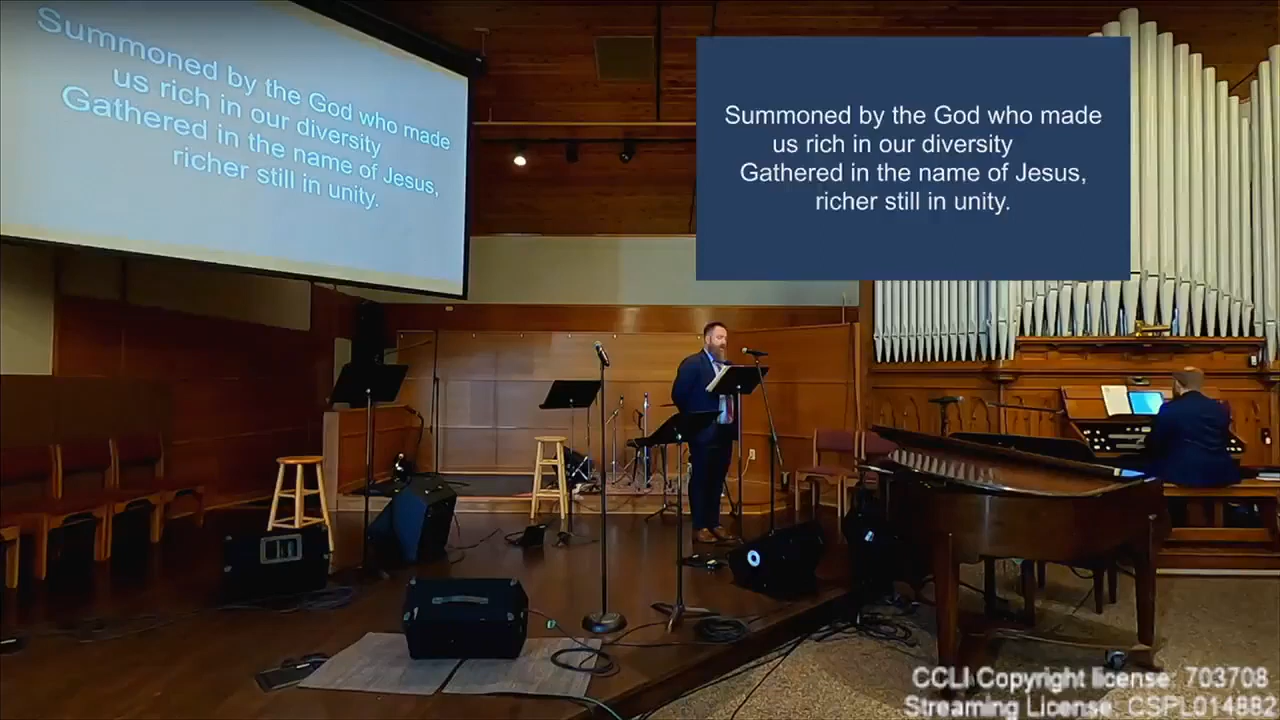 Summoned by the God who made
us rich in our diversity
Gathered in the name of Jesus,
richer still in unity.
Summoned by the God who made
us rich in our diversity
Gathered in the name of Jesus,
richer still in unity.
CCLI Copyright license: 703708
Streaming License: CSPL014882